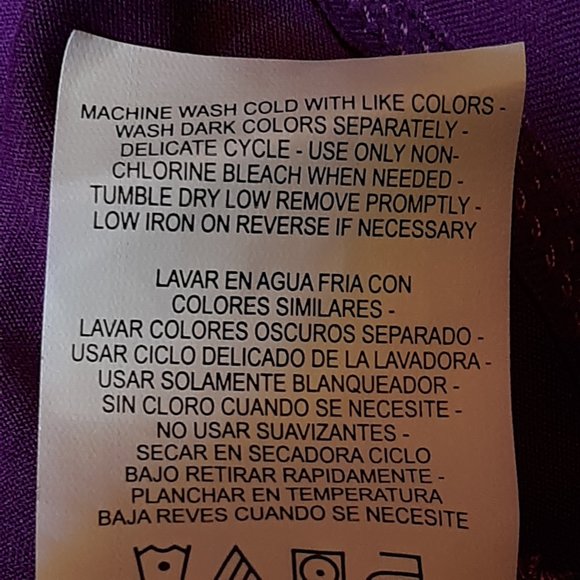 MACHINE WASH COLD WITH LIKE COLORS -
WASH DARK COLORS SEPARATELY -
DELICATE CYCLE - USE ONLY NON-
CHLORINE BLEACH WHEN NEEDED -
TUMBLE DRY LOW REMOVE PROMPTLY -
LOW IRON ON REVERSE IF NECESSARY
LAVAR EN AGUA FRIA CON
COLORES SIMILARES -
LAVAR COLORES OSCUROS SEPARADO -
USAR CICLO DELICADO DE LA LAVADORA -
USAR SOLAMENTE BLANQUEADOR -
SIN CLORO CUANDO SE NECESITE -
NO USAR SUAVIZANTES -
SECAR EN SECADORA CICLO
BAJO RETIRAR RAPIDAMENTE -
PLANCHAR EN TEMPERATURA
BAJA REVES CUANDO SE NECESITE